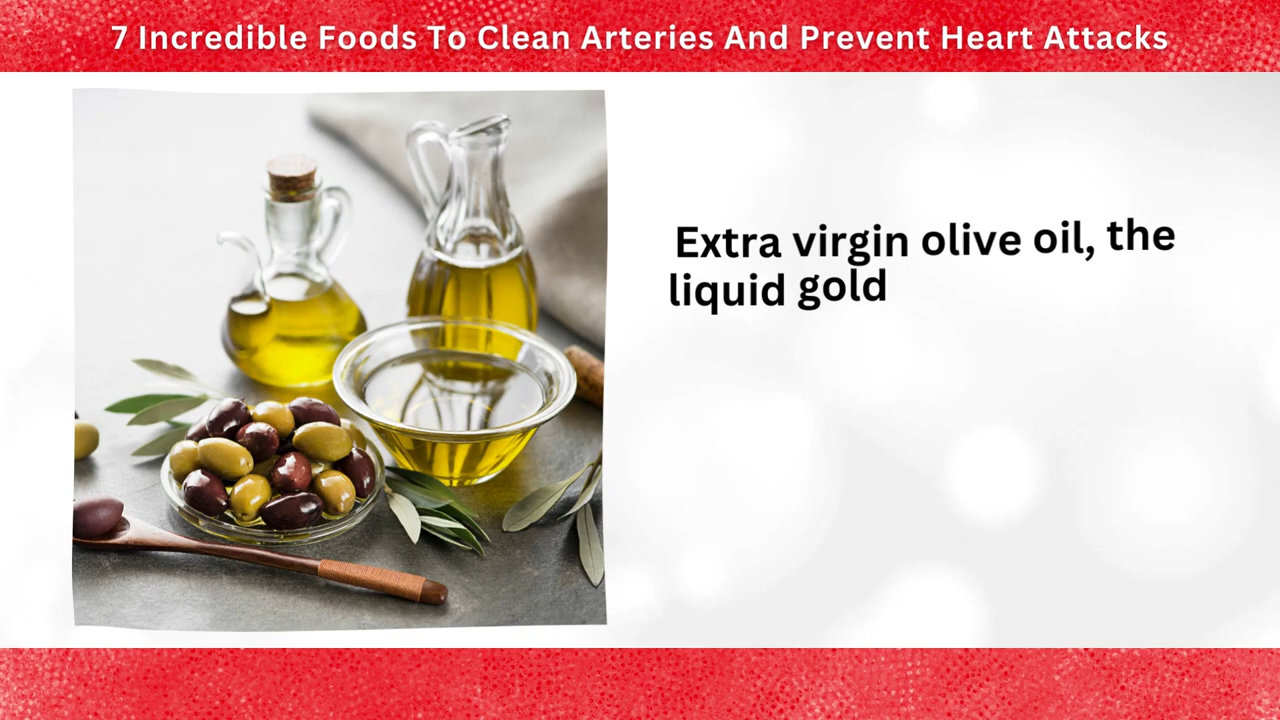 7 Incredible Foods To Clean Arteries And Prevent Heart Attacks
Extra virgin olive oil, the
liquid gold